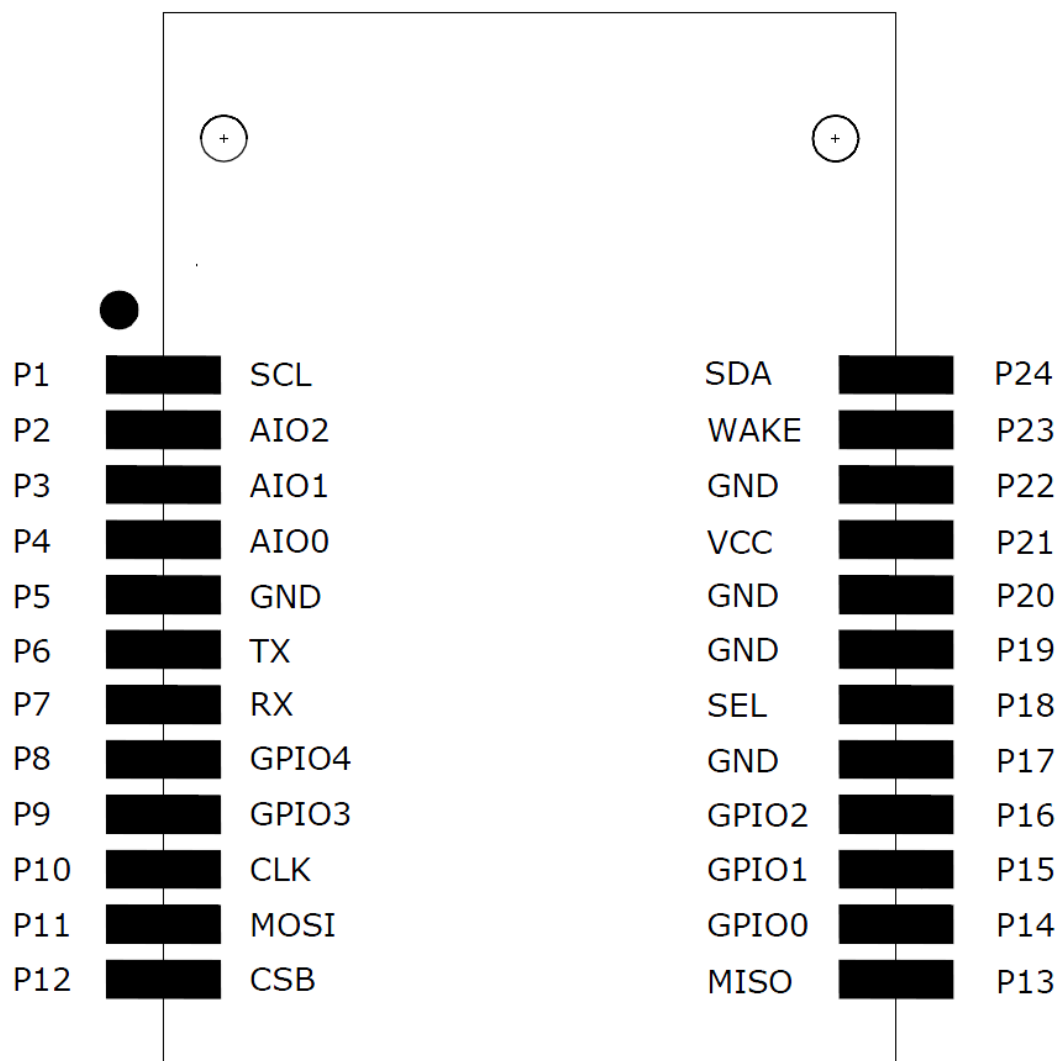 P1 SCL SDA P24
P2 AIO2 WAKE P23
P3 AIO1 GND P22
P4 AIO0 VCC P21
P5 GND GND P20
P6 TX GND P19
P7 RX SEL P18
P8 GPIO4 GND P17
P9 GPIO3 GPIO2 P16
P10 CLK GPIO1 P15
P11 MOSI GPIO0 P14
P12 CSB MISO P13